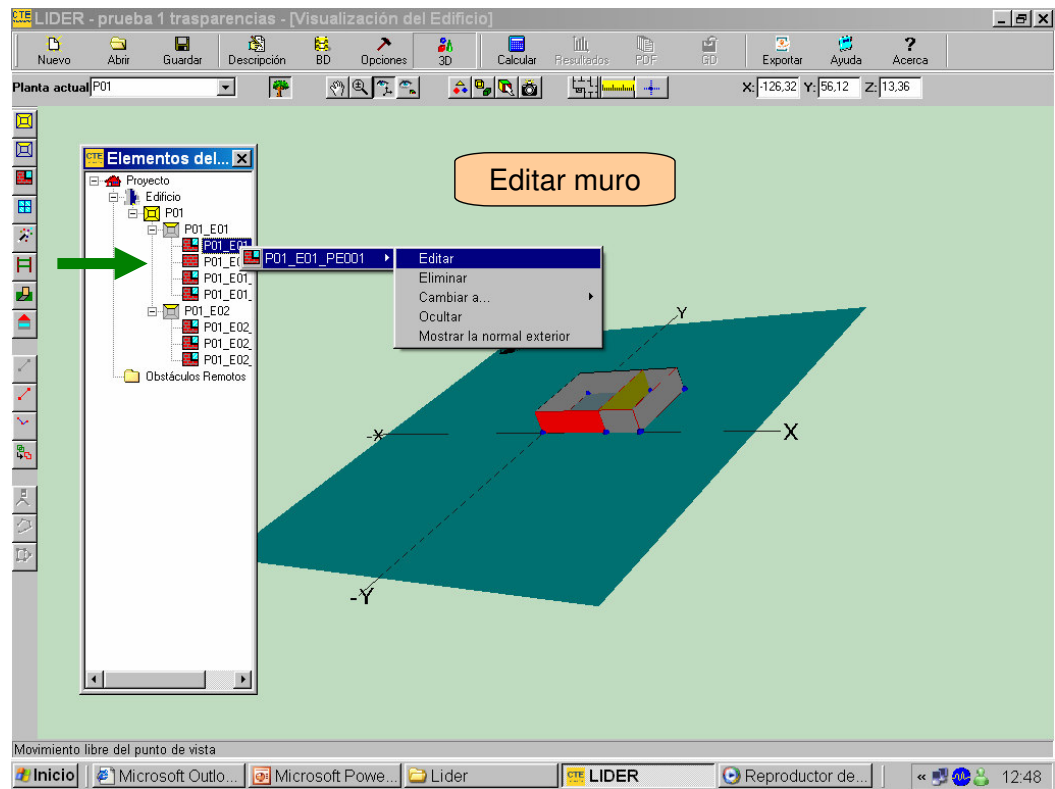 LIDER - prueba 1 trasparencias - [Visualización del Edificio]
Nuevo Abrir Guardar Descripción BD Opciones 3D Calcular Resultados PDF GD Exportar Ayuda Acerca
Planta actual P01 X: -126,32 Y: 56,12 Z: 13,36
CTE Elementos del...
Editar muro
Proyecto
Edificio
P01
P01_E01
P01_E01
P01_E01_PE001
Editar
Eliminar
Cambiar a...
Ocultar
Mostrar la normal exterior
P01_E01_
P01_E01_
P01_E02
P01_E02_
P01_E02_
P01_E02_
Obstáculos Remotos
Y
-X
X
-Y
Movimiento libre del punto de vista
Inicio Microsoft Outlo... Microsoft Powe... Lider CTE LIDER Reproductor de... « 12:48